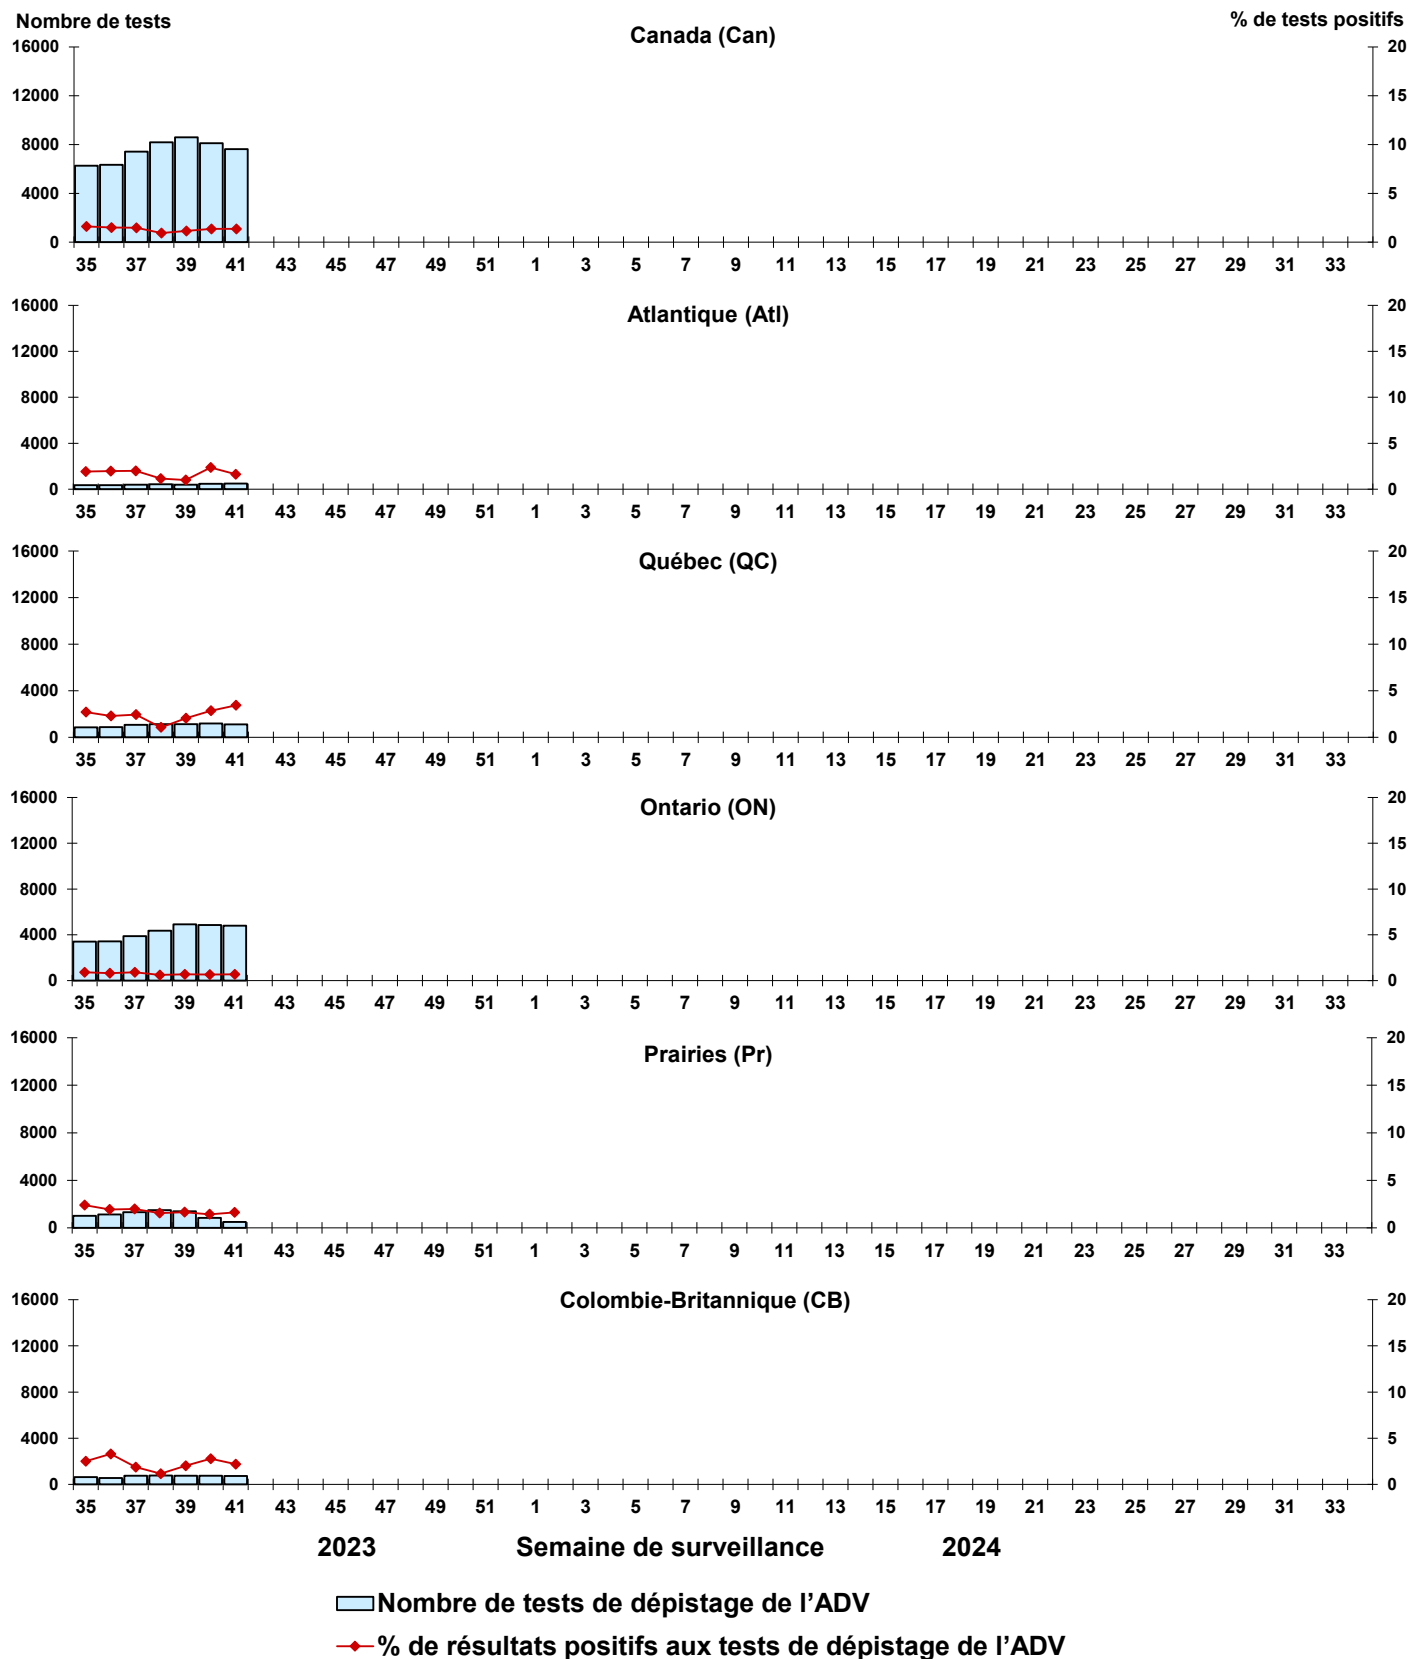 Nombre de tests
% de tests positifs
Canada (Can)
16000 20
12000 15
8000 10
4000 5
0 0
35 37 39 41 43 45 47 49 51 1 3 5 7 9 11 13 15 17 19 21 23 25 27 29 31 33
Atlantique (Atl)
16000 20
12000 15
8000 10
4000 5
0 0
35 37 39 41 43 45 47 49 51 1 3 5 7 9 11 13 15 17 19 21 23 25 27 29 31 33
Québec (QC)
16000 20
12000 15
8000 10
4000 5
0 0
35 37 39 41 43 45 47 49 51 1 3 5 7 9 11 13 15 17 19 21 23 25 27 29 31 33
Ontario (ON)
16000 20
12000 15
8000 10
4000 5
0 0
35 37 39 41 43 45 47 49 51 1 3 5 7 9 11 13 15 17 19 21 23 25 27 29 31 33
Prairies (Pr)
16000 20
12000 15
8000 10
4000 5
0 0
35 37 39 41 43 45 47 49 51 1 3 5 7 9 11 13 15 17 19 21 23 25 27 29 31 33
Colombie-Britannique (CB)
16000 20
12000 15
8000 10
4000 5
0 0
35 37 39 41 43 45 47 49 51 1 3 5 7 9 11 13 15 17 19 21 23 25 27 29 31 33
2023 Semaine de surveillance 2024
Nombre de tests de dépistage de l’ADV
% de résultats positifs aux tests de dépistage de l’ADV